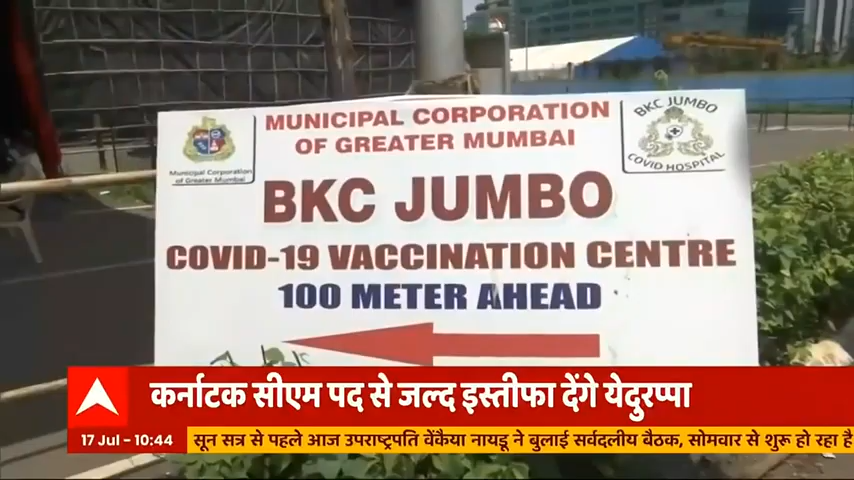 MUNICIPAL CORPORATION
OF GREATER MUMBAI
Municipal Corporation
of Greater Mumbai
BKC JUMBO
COVID HOSPITAL
BKC JUMBO
COVID-19 VACCINATION CENTRE
100 METER AHEAD
कर्नाटक सीएम पद से जल्द इस्तीफा देंगे येदुरप्पा
17 Jul - 10:44
सून सत्र से पहले आज उपराष्ट्रपति वेंकैया नायडू ने बुलाई सर्वदलीय बैठक, सोमवार से शुरू हो रहा है